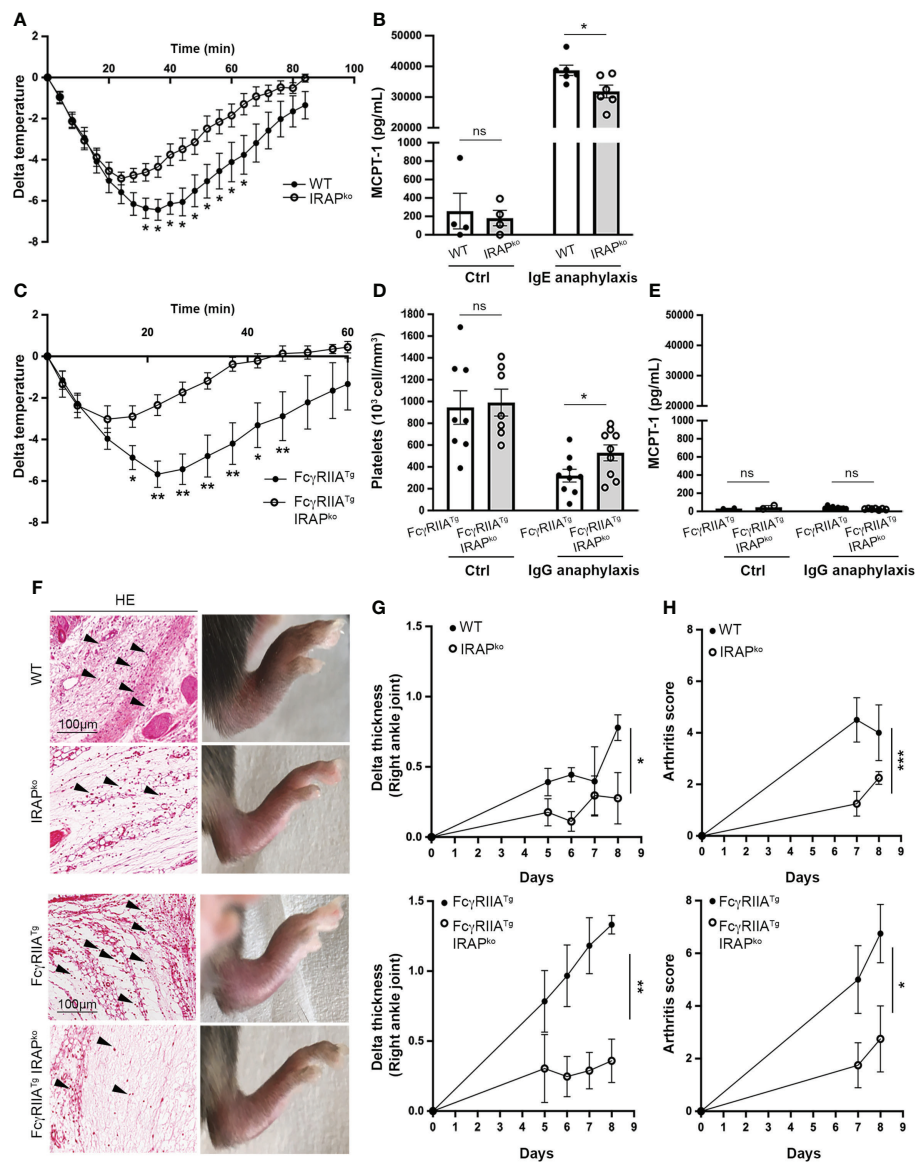 A
Time (min)
20 40 60 80 100
2
0
-2
-4
-6
-8
Delta temperature
WT
IRAPko
* * * * * * * * *
B
MCPT-1 (pg/mL)
50000
40000
30000
20000
1000
800
600
400
200
0
ns
*
WT IRAPko WT IRAPko
Ctrl IgE anaphylaxis
C
Time (min)
20 40 60
2
0
-2
-4
-6
Delta temperature
FcγRIIATg
FcγRIIATg
IRAPko
* ** ** ** ** * **
D
Platelets (10³ cell/mm³)
1800
1600
1400
1200
1000
800
600
400
200
0
ns
*
FcγRIIATg FcγRIIATg IRAPko FcγRIIATg FcγRIIATg IRAPko
Ctrl IgG anaphylaxis
E
MCPT-1 (pg/mL)
50000
40000
30000
20000
1000
800
600
400
200
0
ns
ns
FcγRIIATg FcγRIIATg IRAPko FcγRIIATg FcγRIIATg IRAPko
Ctrl IgG anaphylaxis
F
HE
WT
100μm
IRAPko
FcγRIIATg
100μm
FcγRIIATg IRAPko
G
WT
IRAPko
Delta thickness
(Right ankle joint)
1.5
1.0
0.5
0.0
*
0 1 2 3 4 5 6 7 8 9
Days
FcγRIIATg
FcγRIIATg
IRAPko
Delta thickness
(Right ankle joint)
1.5
1.0
0.5
0.0
**
0 1 2 3 4 5 6 7 8 9
Days
H
WT
IRAPko
Arthritis score
8
6
4
2
0
***
0 1 2 3 4 5 6 7 8 9
Days
FcγRIIATg
FcγRIIATg
IRAPko
Arthritis score
8
6
4
2
0
*
0 1 2 3 4 5 6 7 8 9
Days